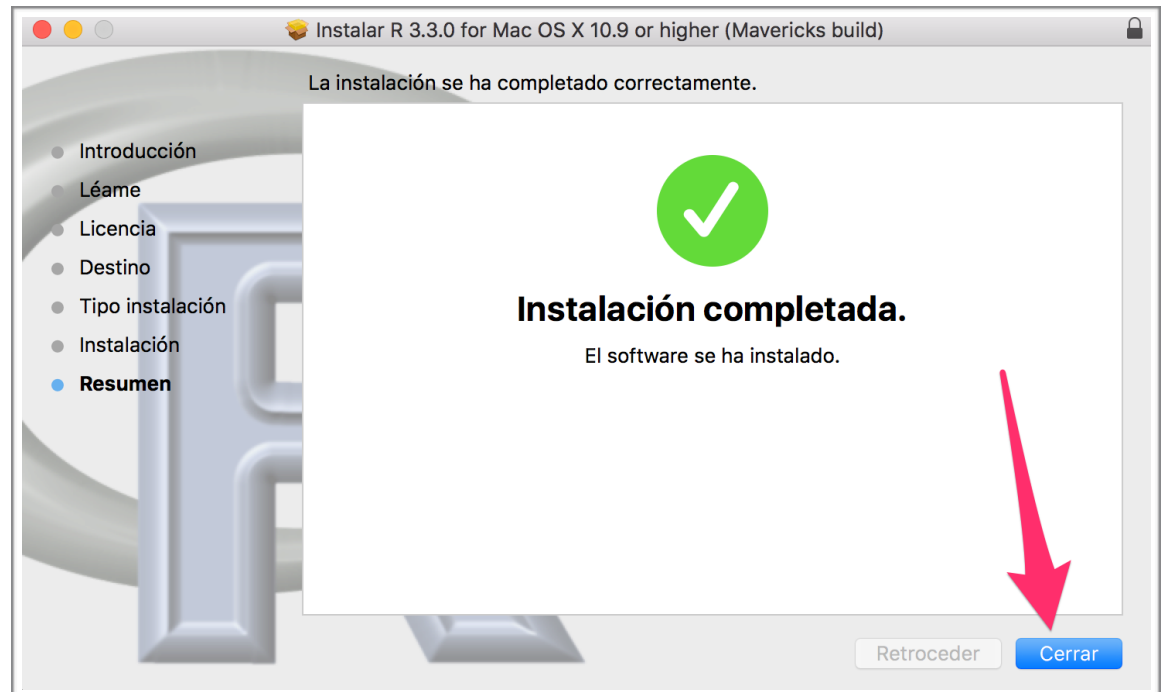 Instalar R 3.3.0 for Mac OS X 10.9 or higher (Mavericks build)
La instalación se ha completado correctamente.
Introducción
Léame
Licencia
Destino
Tipo instalación
Instalación
Resumen
Instalación completada.
El software se ha instalado.
Retroceder
Cerrar
R